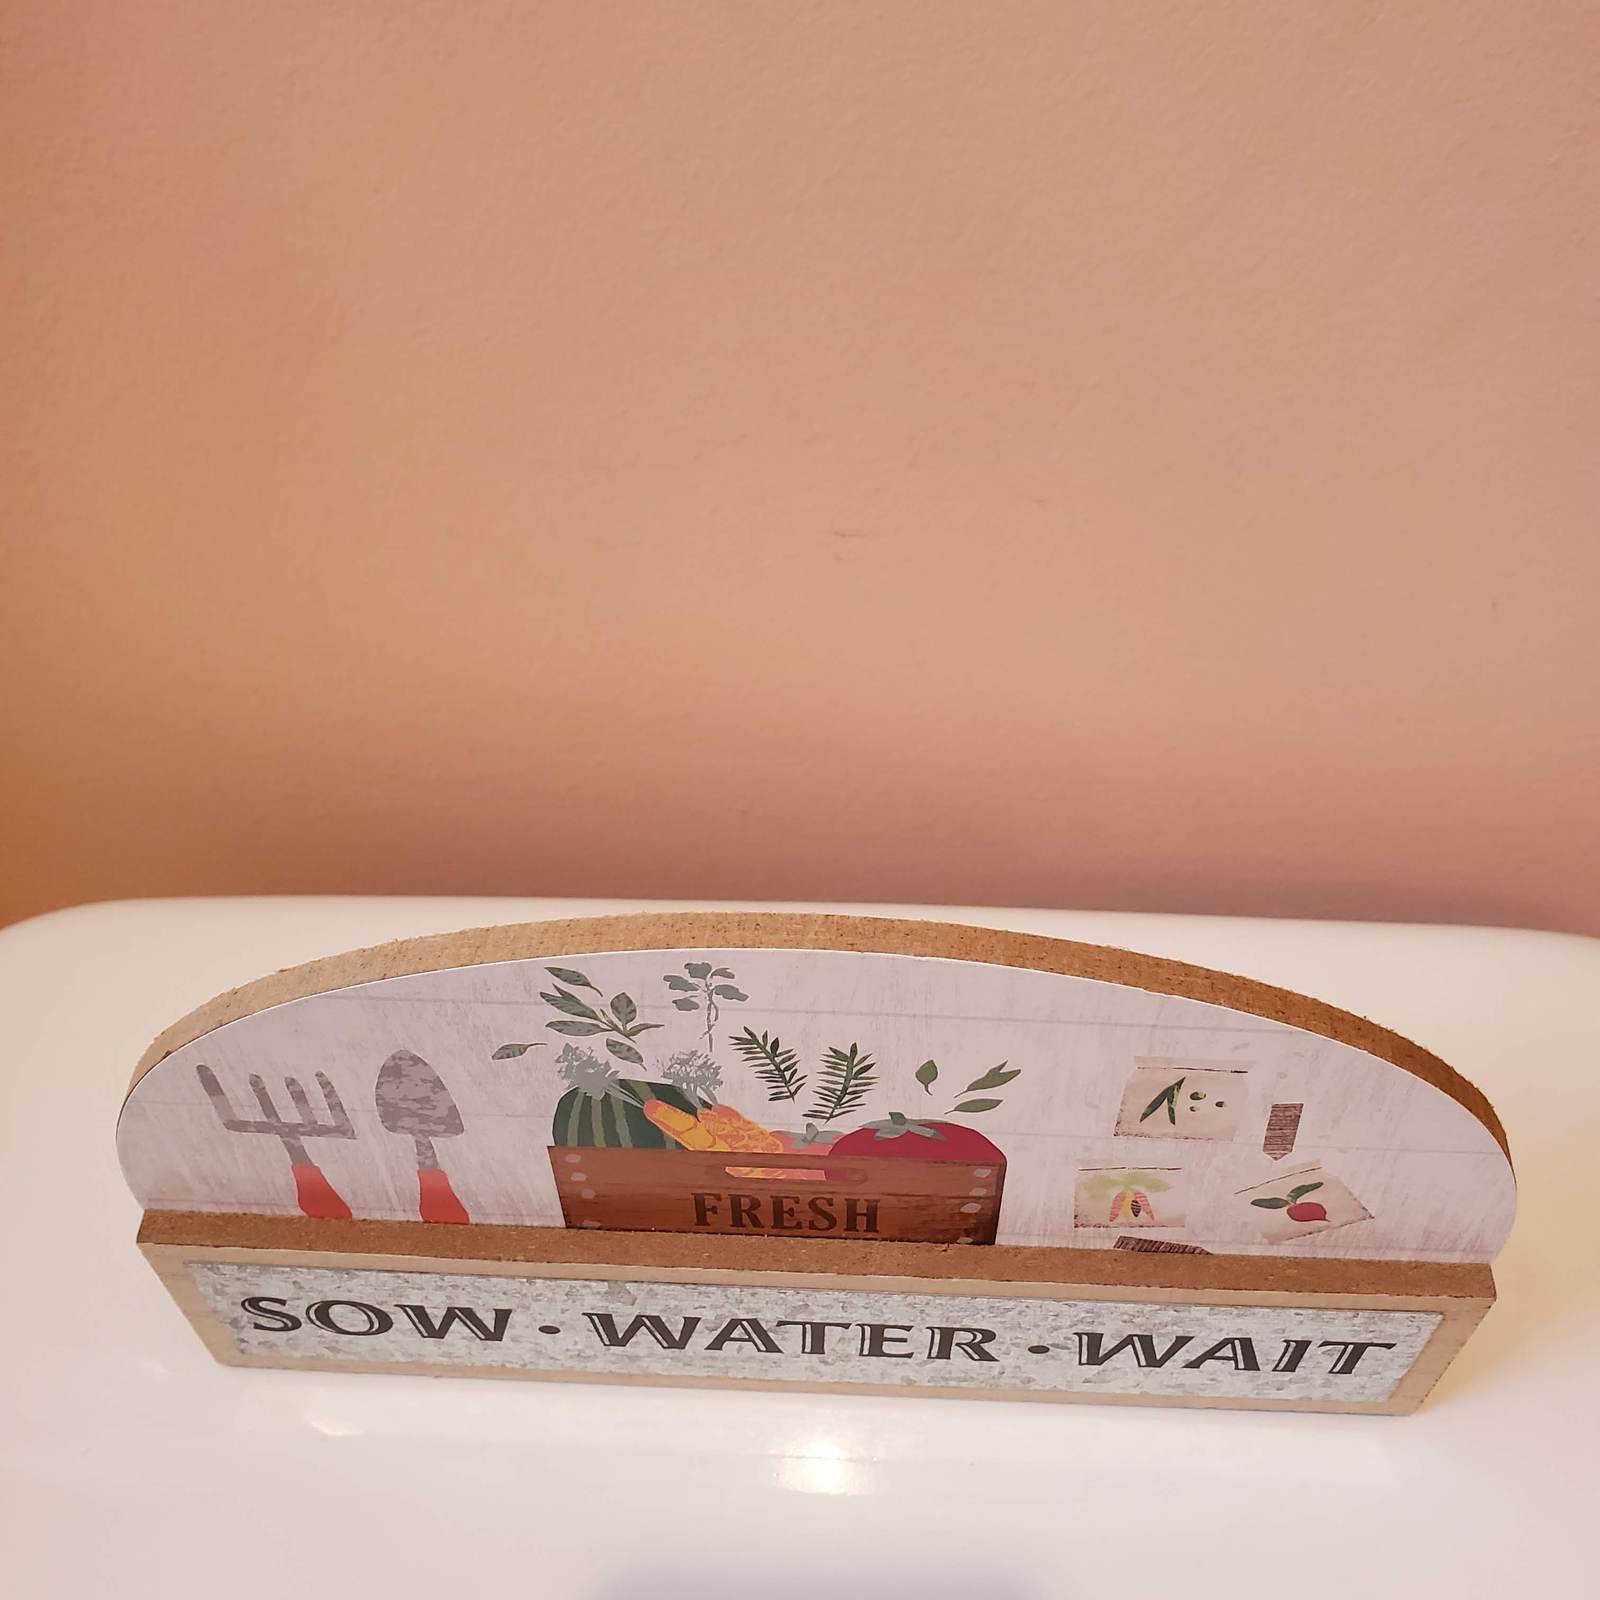 FRESH
SOW · WATER · WAIT